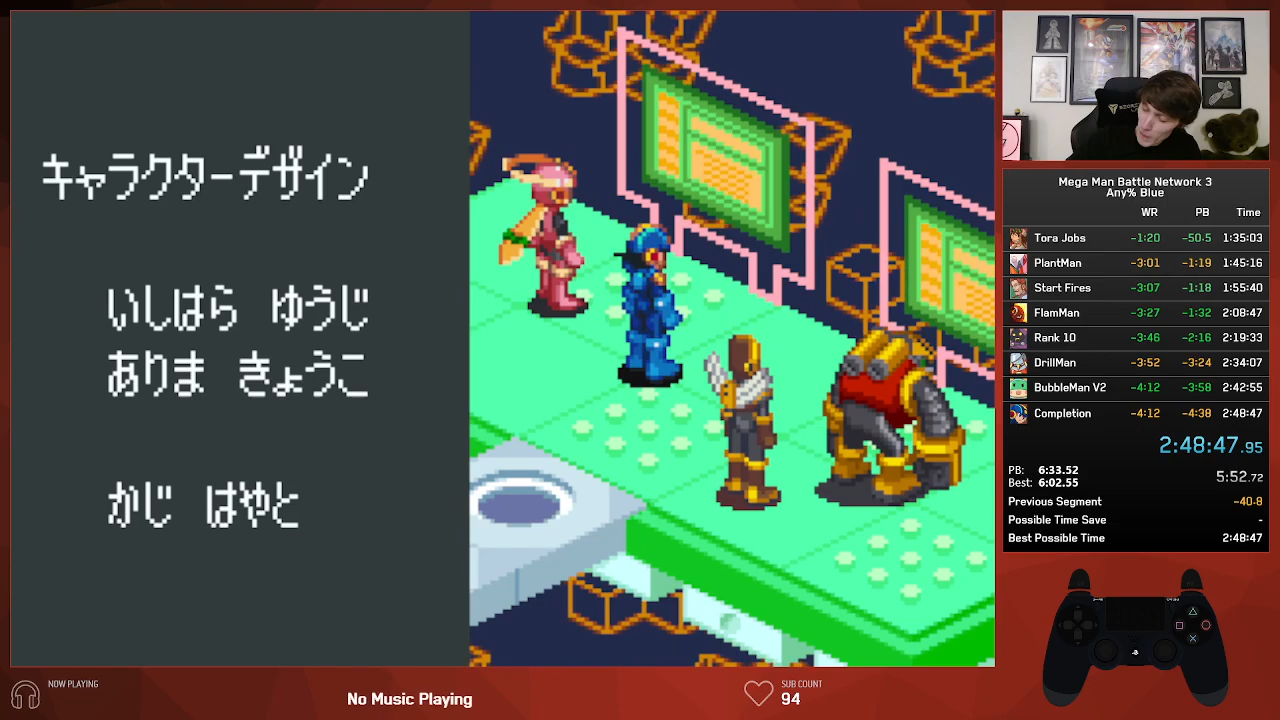 キャラクターデザイン
いしはら ゆうじ
ありま きょうこ
かじ はやと
Mega Man Battle Network 3
Any% Blue
WR PB Time
Tora Jobs -1:20 -50.5 1:35:03
PlantMan -3:01 -1:19 1:45:16
Start Fires -3:07 -1:18 1:55:40
FlamMan -3:27 -1:32 2:08:47
Rank 10 -3:46 -2:16 2:19:33
DrillMan -3:52 -3:24 2:34:07
BubbleMan V2 -4:12 -3:58 2:42:55
Completion -4:12 -4:38 2:48:47
2:48:47.95
PB: 6:33.52
Best: 6:02.55
5:52.72
Previous Segment -40.8
Possible Time Save -
Best Possible Time 2:48:47
NOW PLAYING
No Music Playing
SUB COUNT
94